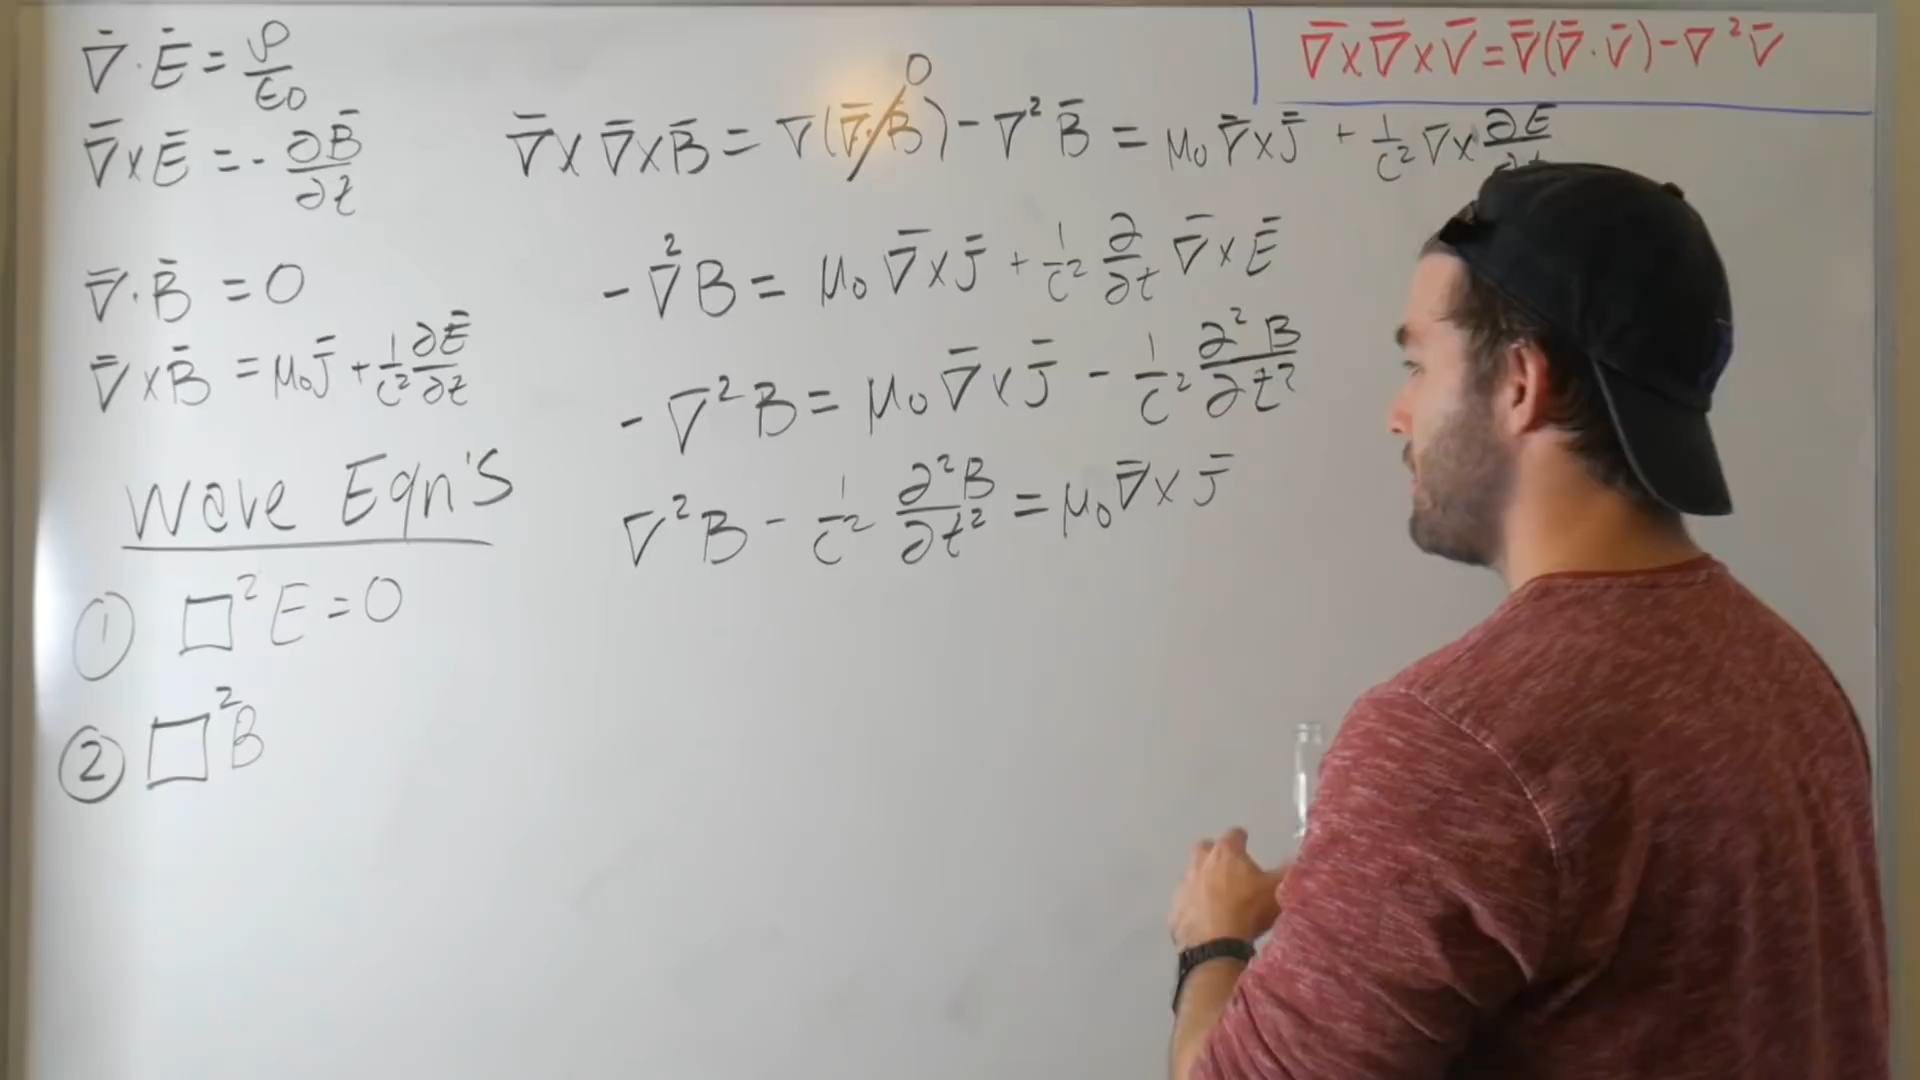 ∇̄·Ē = ρ/ε0
∇̄×Ē = -∂B̄/∂t
∇̄·B̄ = 0
∇̄×B̄ = μ0J̄ + 1/c² ∂Ē/∂t
Wave Eqn's
① □²E = 0
② □²B
∇̄×∇̄×V̄ = ∇̄(∇̄·V̄) - ∇²V̄
0
∇̄×∇̄×B̄ = ∇(∇̄·B̄) - ∇²B̄ = μ0∇̄×J̄ + 1/c² ∇×∂Ē/∂t
-∇²B = μ0∇̄×J̄ + 1/c² ∂/∂t ∇̄×Ē
-∇²B = μ0∇̄×J̄ - 1/c² ∂²B/∂t²
∇²B - 1/c² ∂²B/∂t² = μ0∇̄×J̄